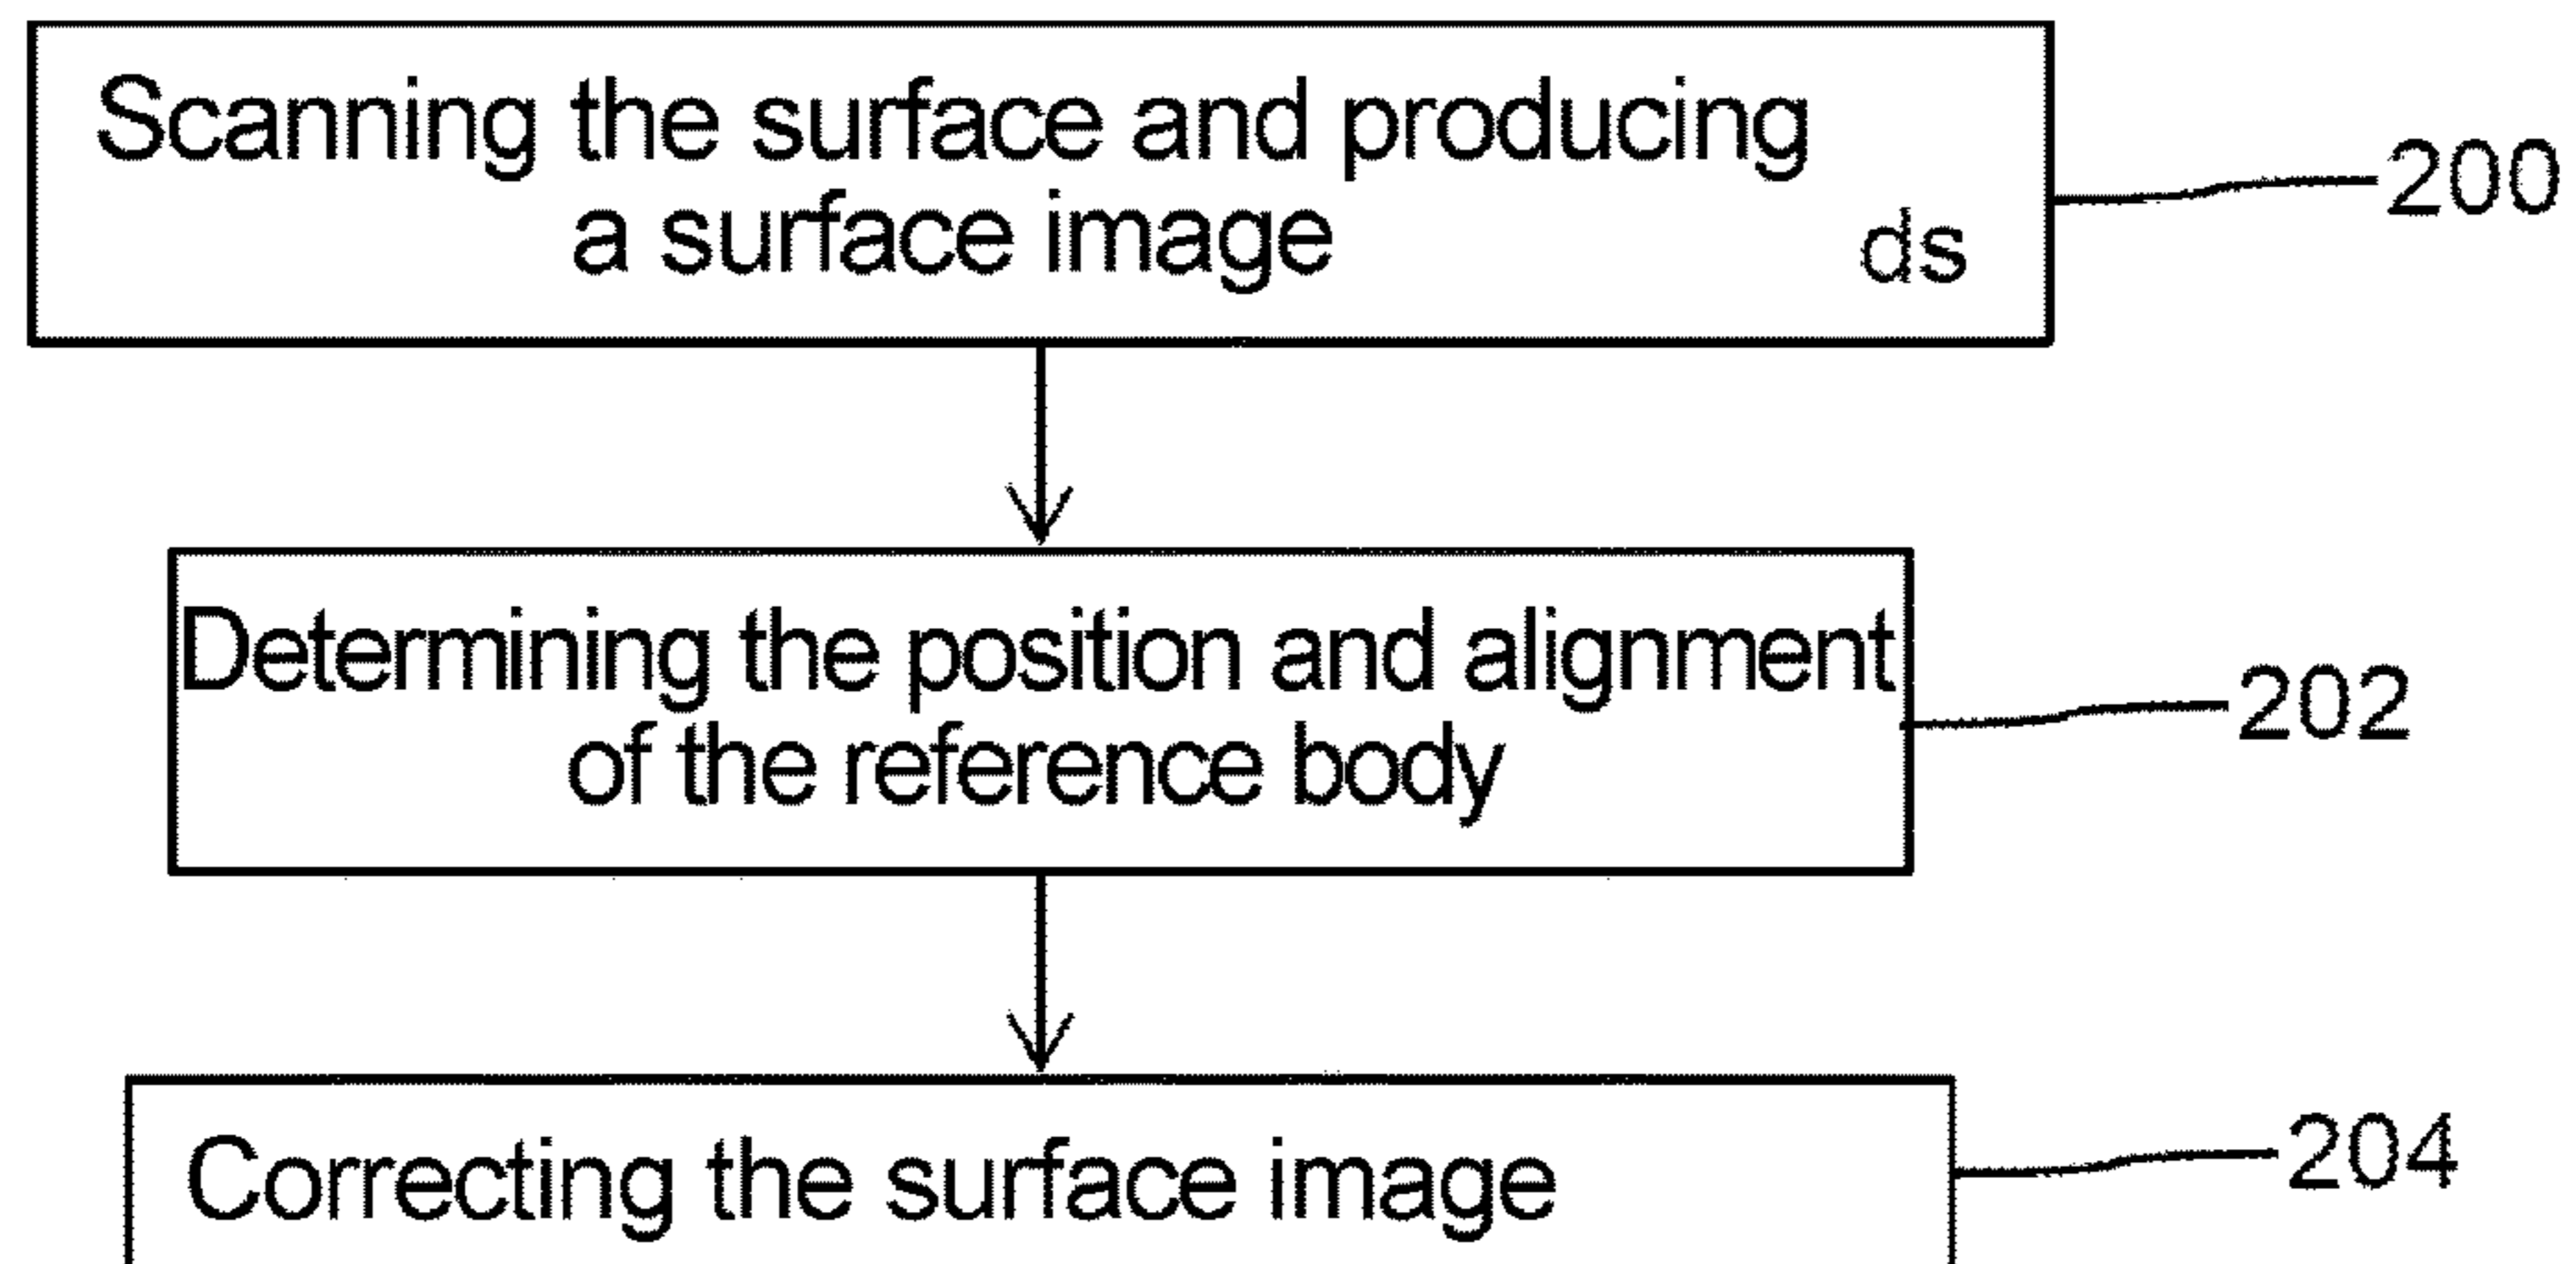 Scanning the surface and producing
a surface image
ds
200
Determining the position and alignment
of the reference body
202
Correcting the surface image
204